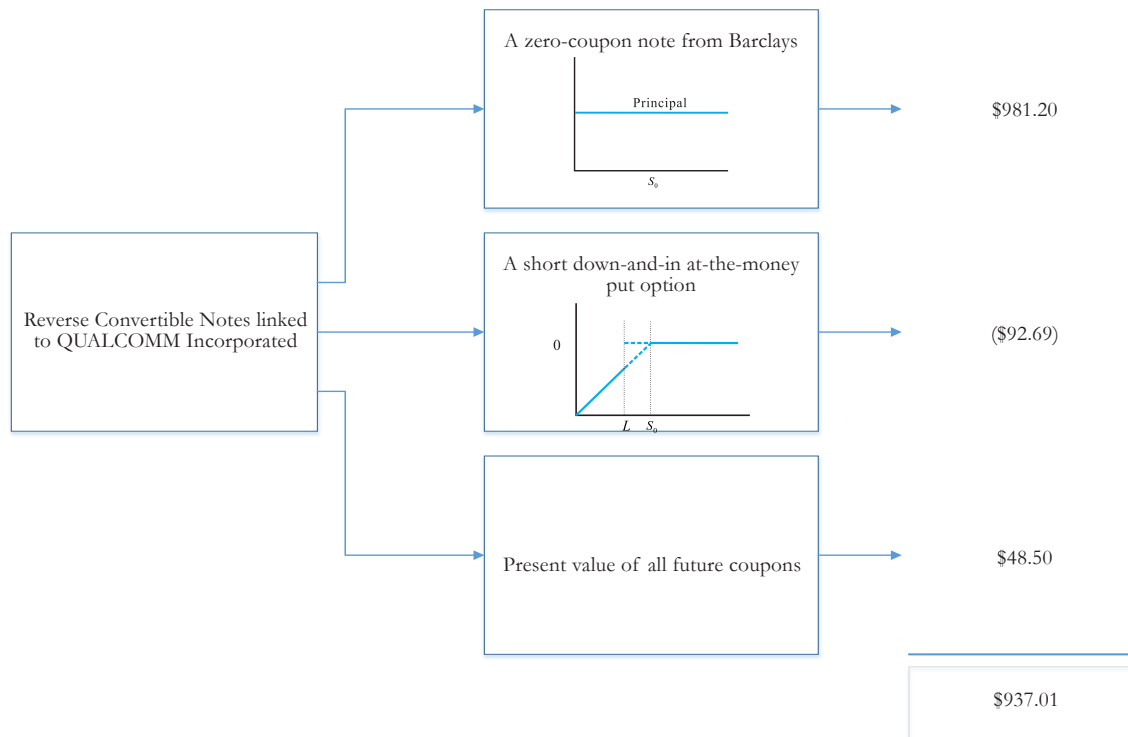 A zero-coupon note from Barclays
Principal
S₀
$981.20
Reverse Convertible Notes linked
to QUALCOMM Incorporated
A short down-and-in at-the-money
put option
0
L S₀
($92.69)
Present value of all future coupons
$48.50
$937.01